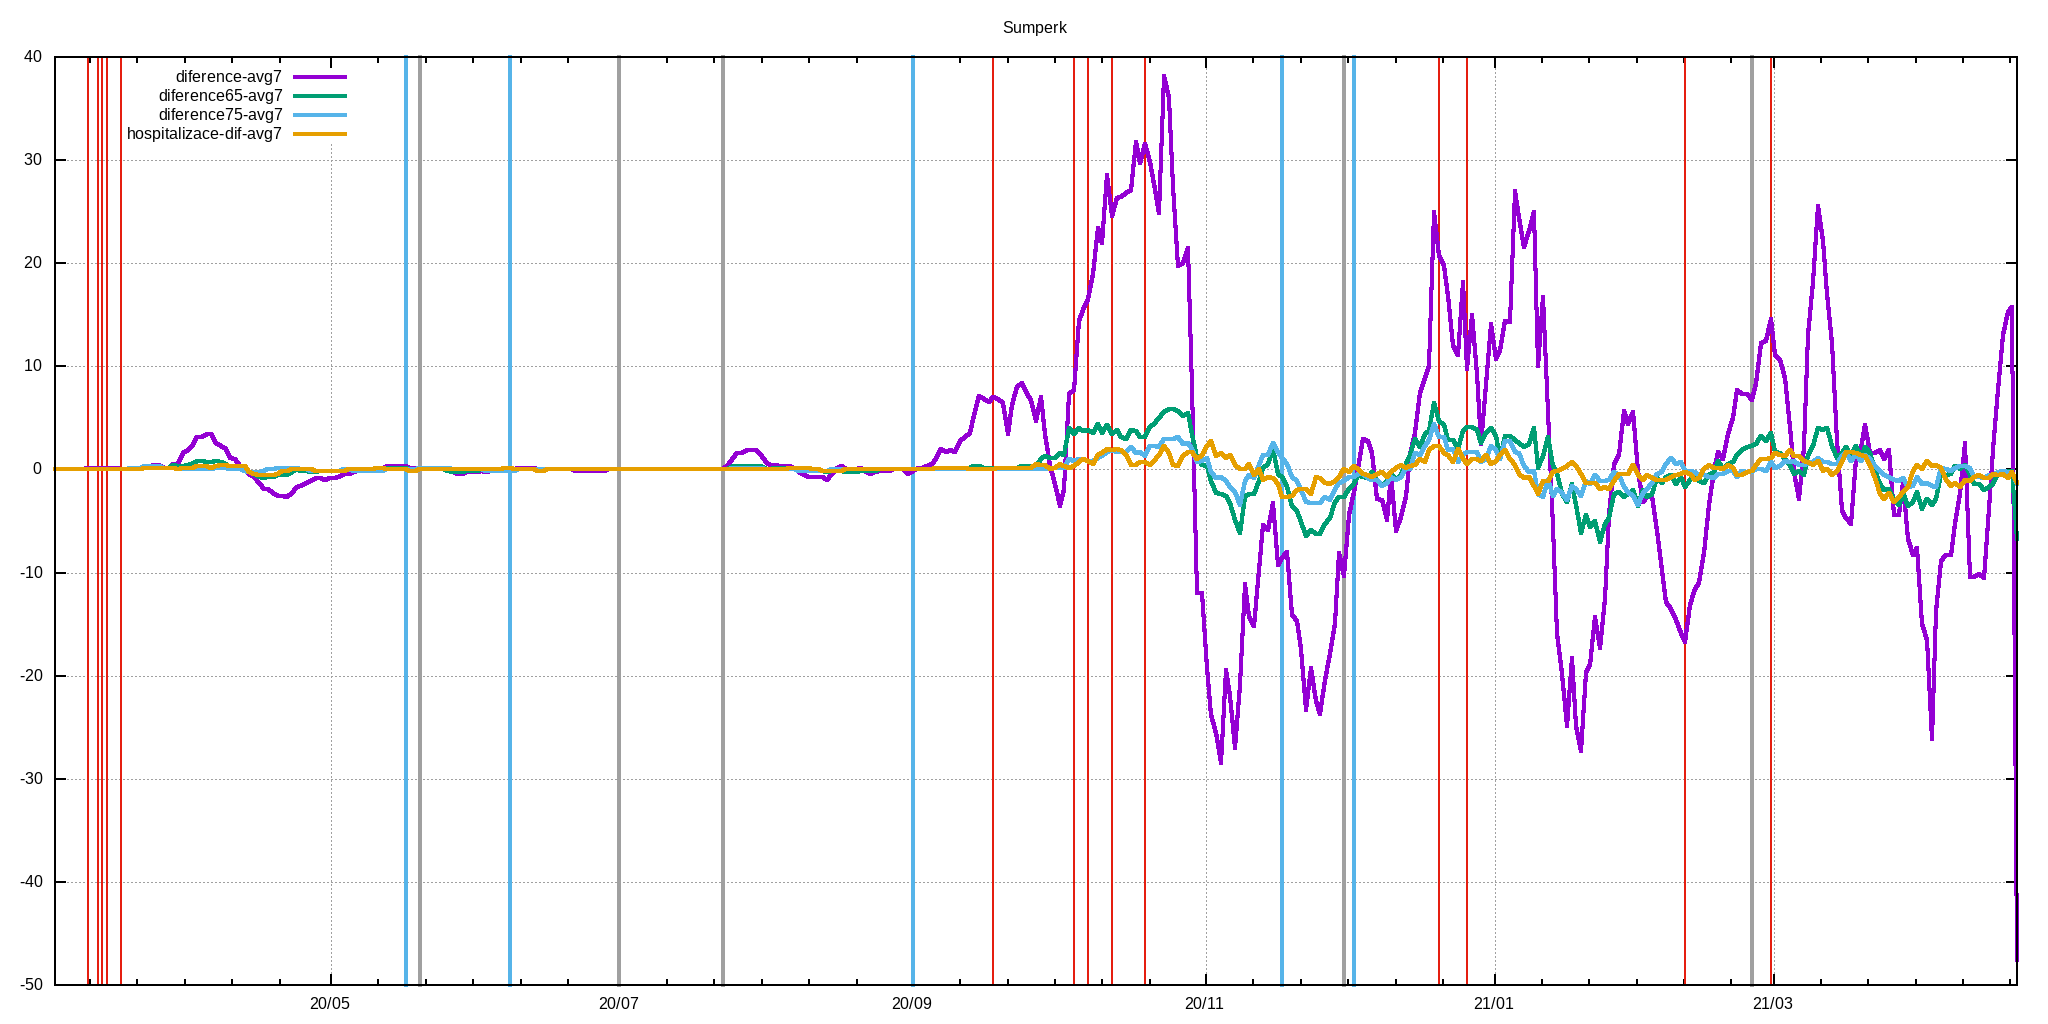 Sumperk
diference-avg7
diference65-avg7
diference75-avg7
hospitalizace-dif-avg7
40
30
20
10
0
-10
-20
-30
-40
-50
20/05 20/07 20/09 20/11 21/01 21/03